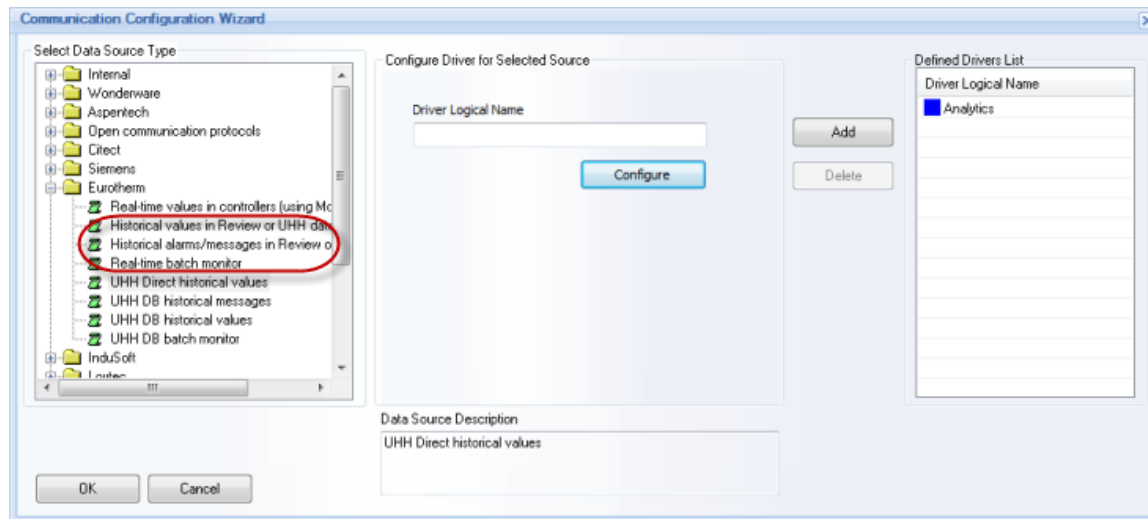 Communication Configuration Wizard
Select Data Source Type
Internal
Wonderware
Aspentech
Open communication protocols
Citect
Siemens
Eurotherm
Real-time values in controllers (using Mo
Historical values in Review or UHH dat
Historical alarms/messages in Review o
Real-time batch monitor
UHH Direct historical values
UHH DB historical messages
UHH DB historical values
UHH DB batch monitor
InduSoft
Configure Driver for Selected Source
Driver Logical Name
Configure
Add
Delete
Defined Drivers List
Driver Logical Name
Analytics
Data Source Description
UHH Direct historical values
OK
Cancel